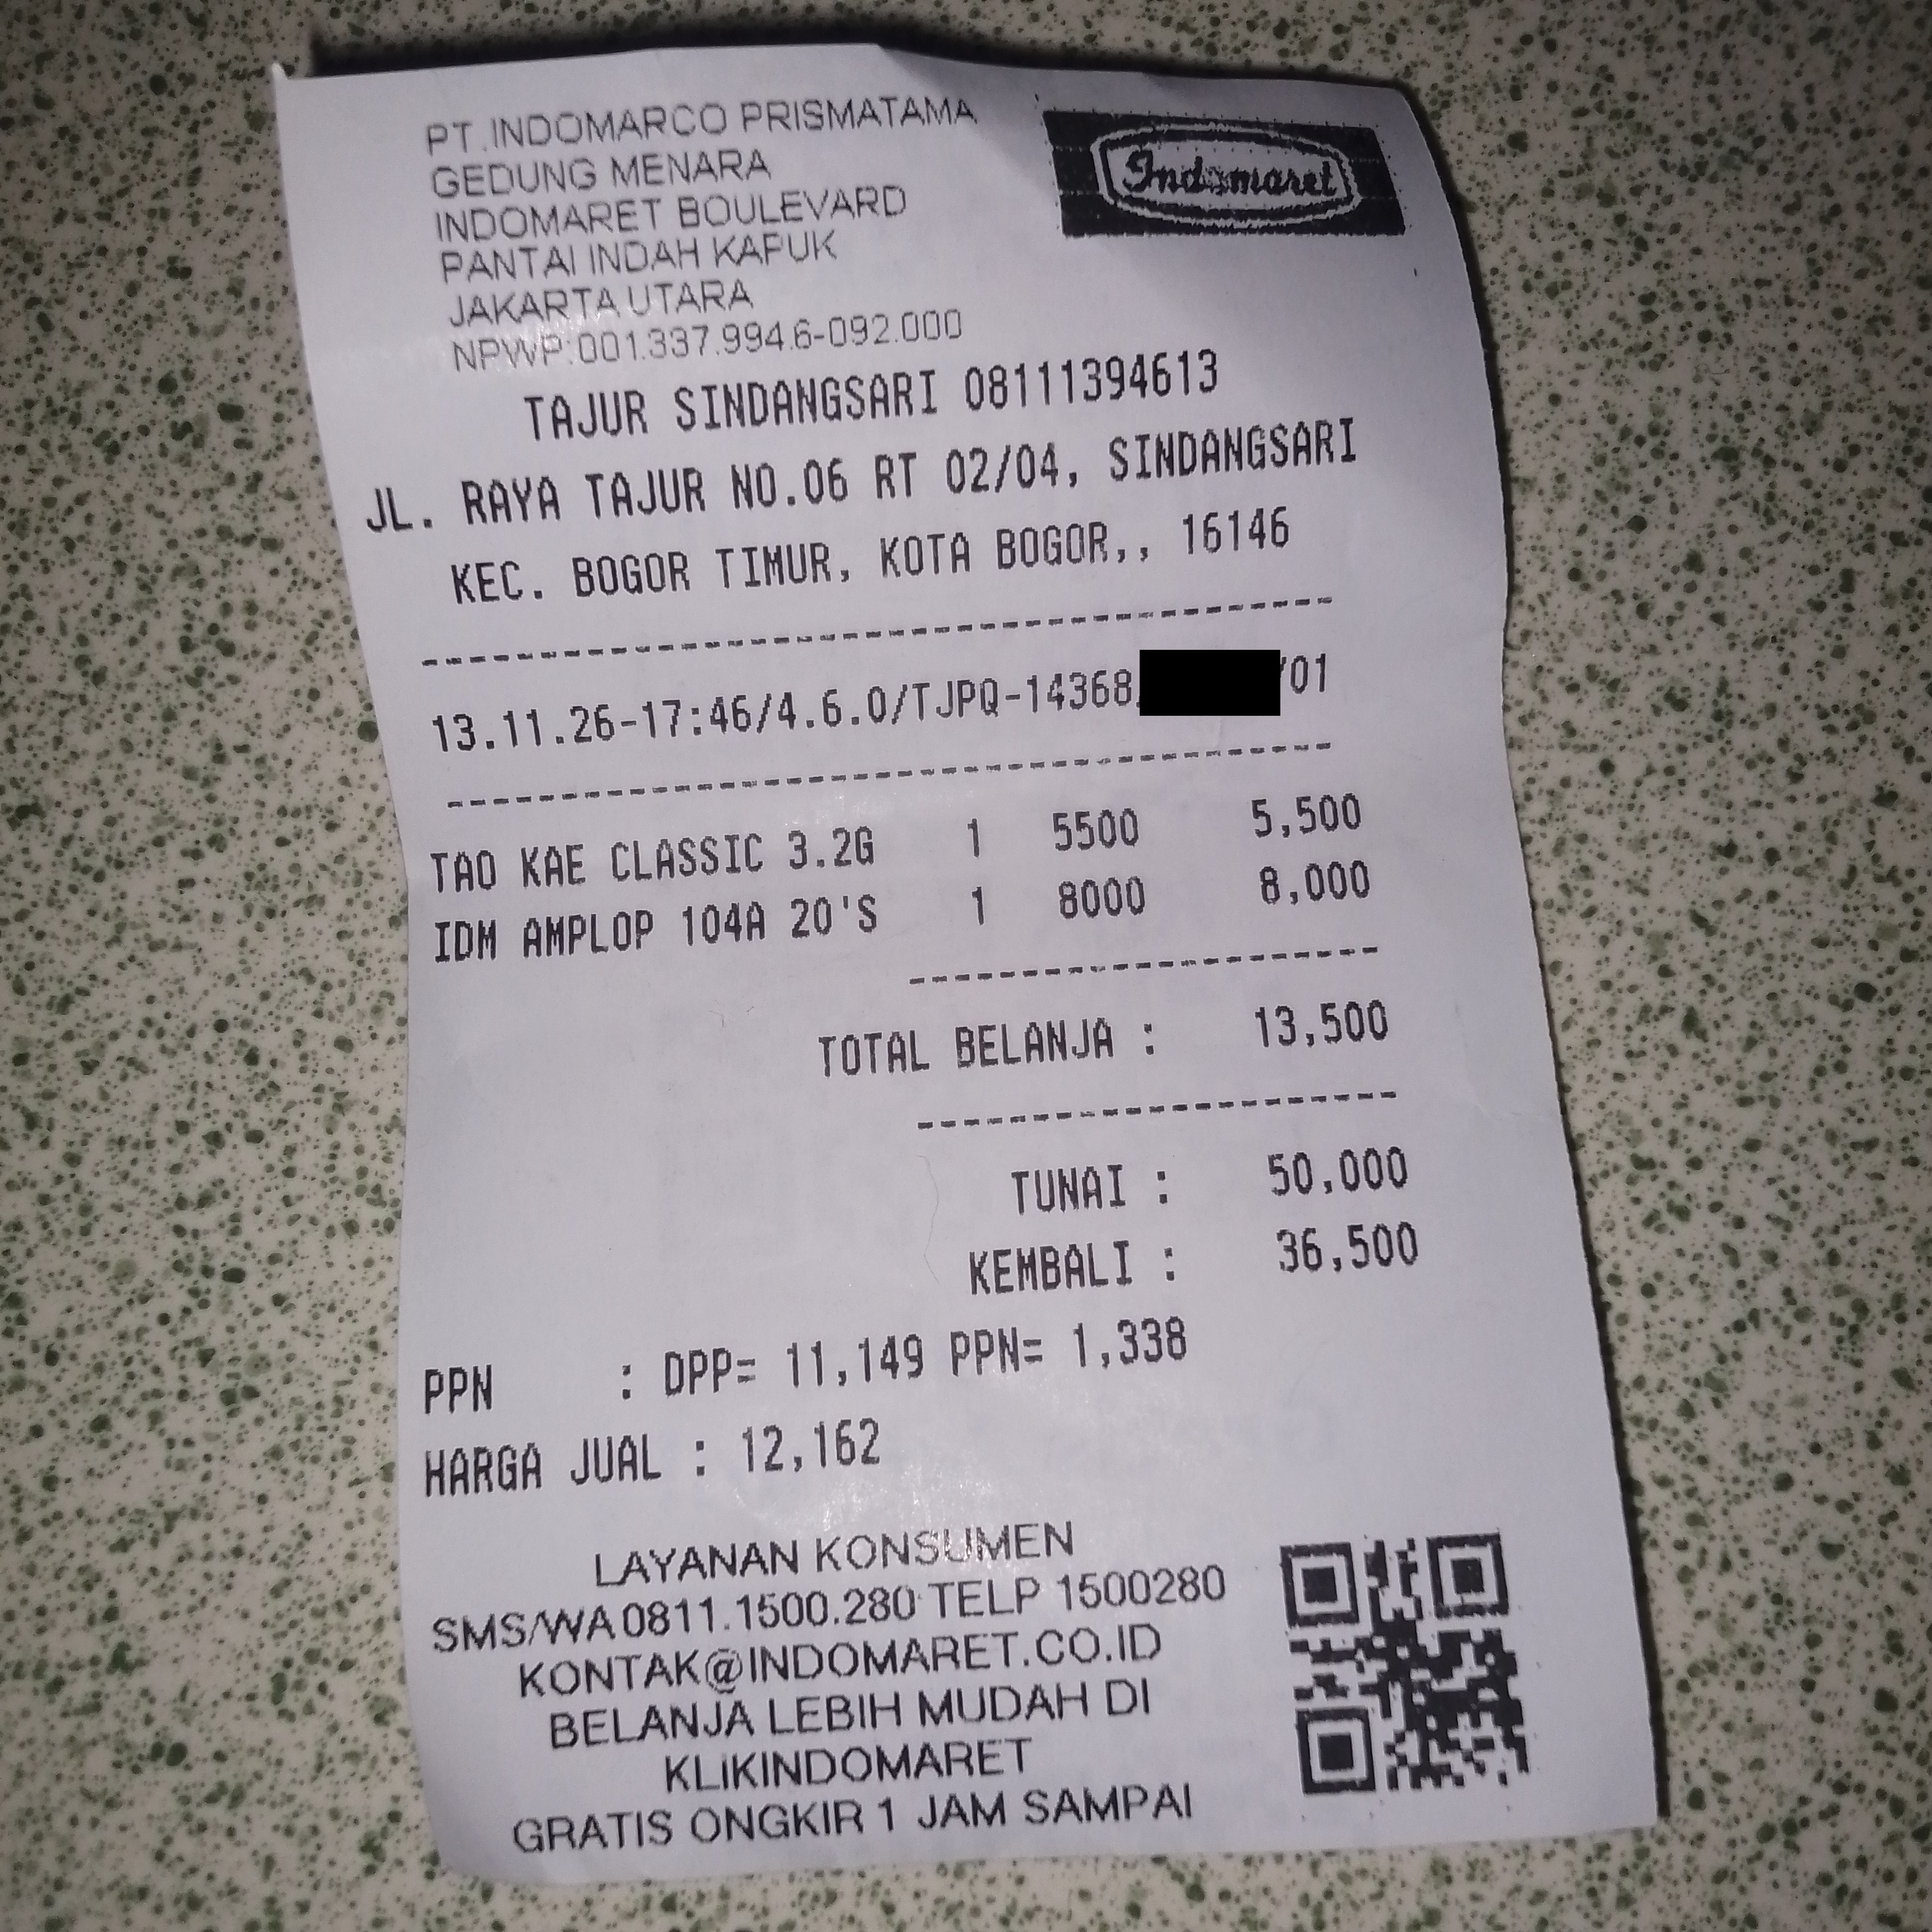 PT.INDOMARCO PRISMATAMA
GEDUNG MENARA
INDOMARET BOULEVARD
PANTAI INDAH KAPUK
JAKARTA UTARA
NPWP:001.337.994.6-092.000
Indomaret
TAJUR SINDANGSARI 08111394613
JL. RAYA TAJUR NO.06 RT 02/04, SINDANGSARI
KEC. BOGOR TIMUR, KOTA BOGOR,, 16146
13.11.26-17:46/4.6.0/TJPQ-14368 /01
TAO KAE CLASSIC 3.2G 1 5500 5,500
IDM AMPLOP 104A 20'S 1 8000 8,000
TOTAL BELANJA : 13,500
TUNAI : 50,000
KEMBALI : 36,500
PPN : DPP= 11,149 PPN= 1,338
HARGA JUAL : 12,162
LAYANAN KONSUMEN
SMS/WA 0811.1500.280 TELP 1500280
KONTAK@INDOMARET.CO.ID
BELANJA LEBIH MUDAH DI
KLIKINDOMARET
GRATIS ONGKIR 1 JAM SAMPAI